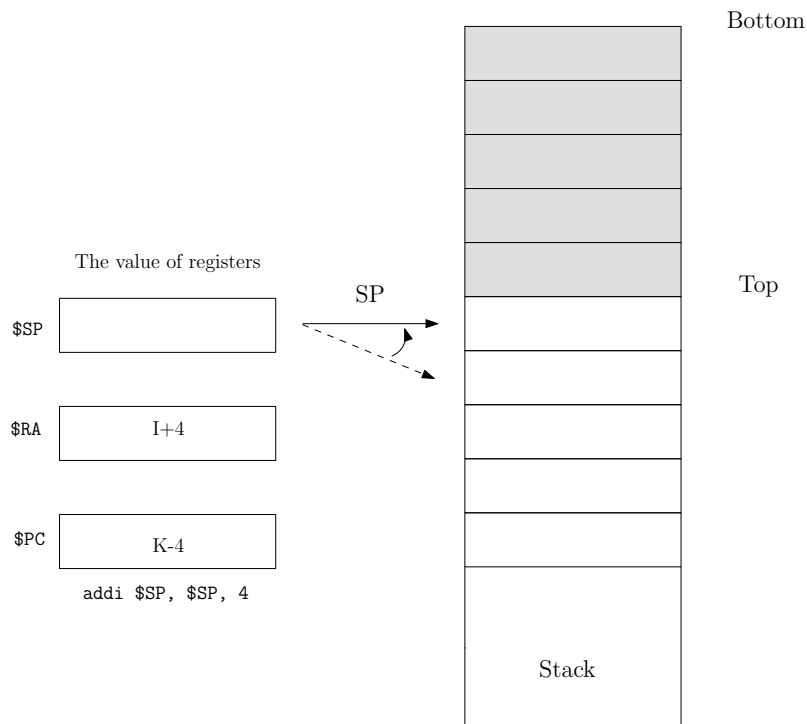 Bottom
The value of registers
Top
SP
$SP
$RA
I+4
$PC
K-4
addi $SP, $SP, 4
Stack